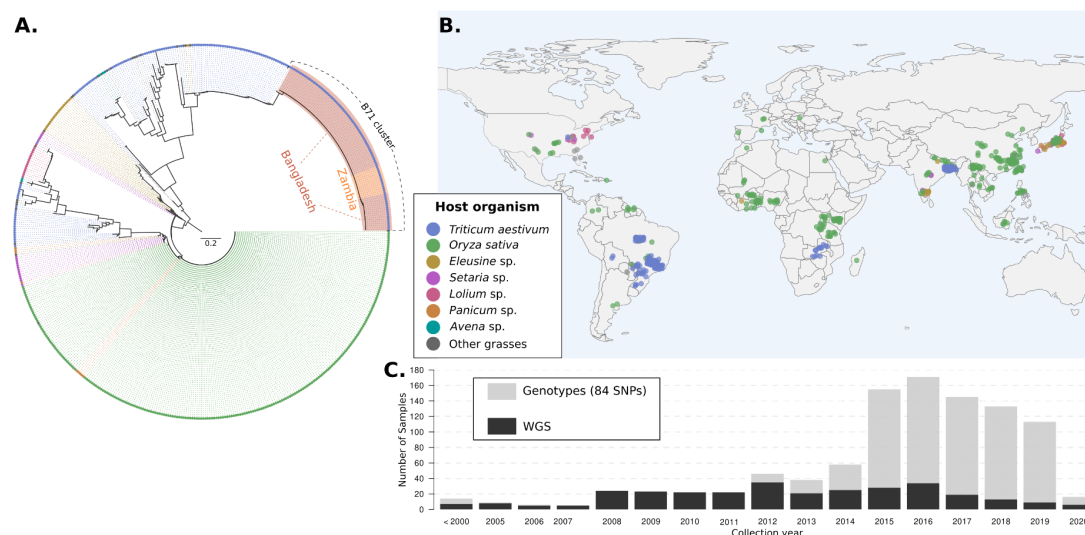 A.
B71 cluster
Bangladesh
Zambia
0.2
B.
Host organism
Triticum aestivum
Oryza sativa
Eleusine sp.
Setaria sp.
Lolium sp.
Panicum sp.
Avena sp.
Other grasses
C.
Number of Samples
180
160
140
120
100
80
60
40
20
0
Genotypes (84 SNPs)
WGS
< 2000 2005 2006 2007 2008 2009 2010 2011 2012 2013 2014 2015 2016 2017 2018 2019 2020
Collection year